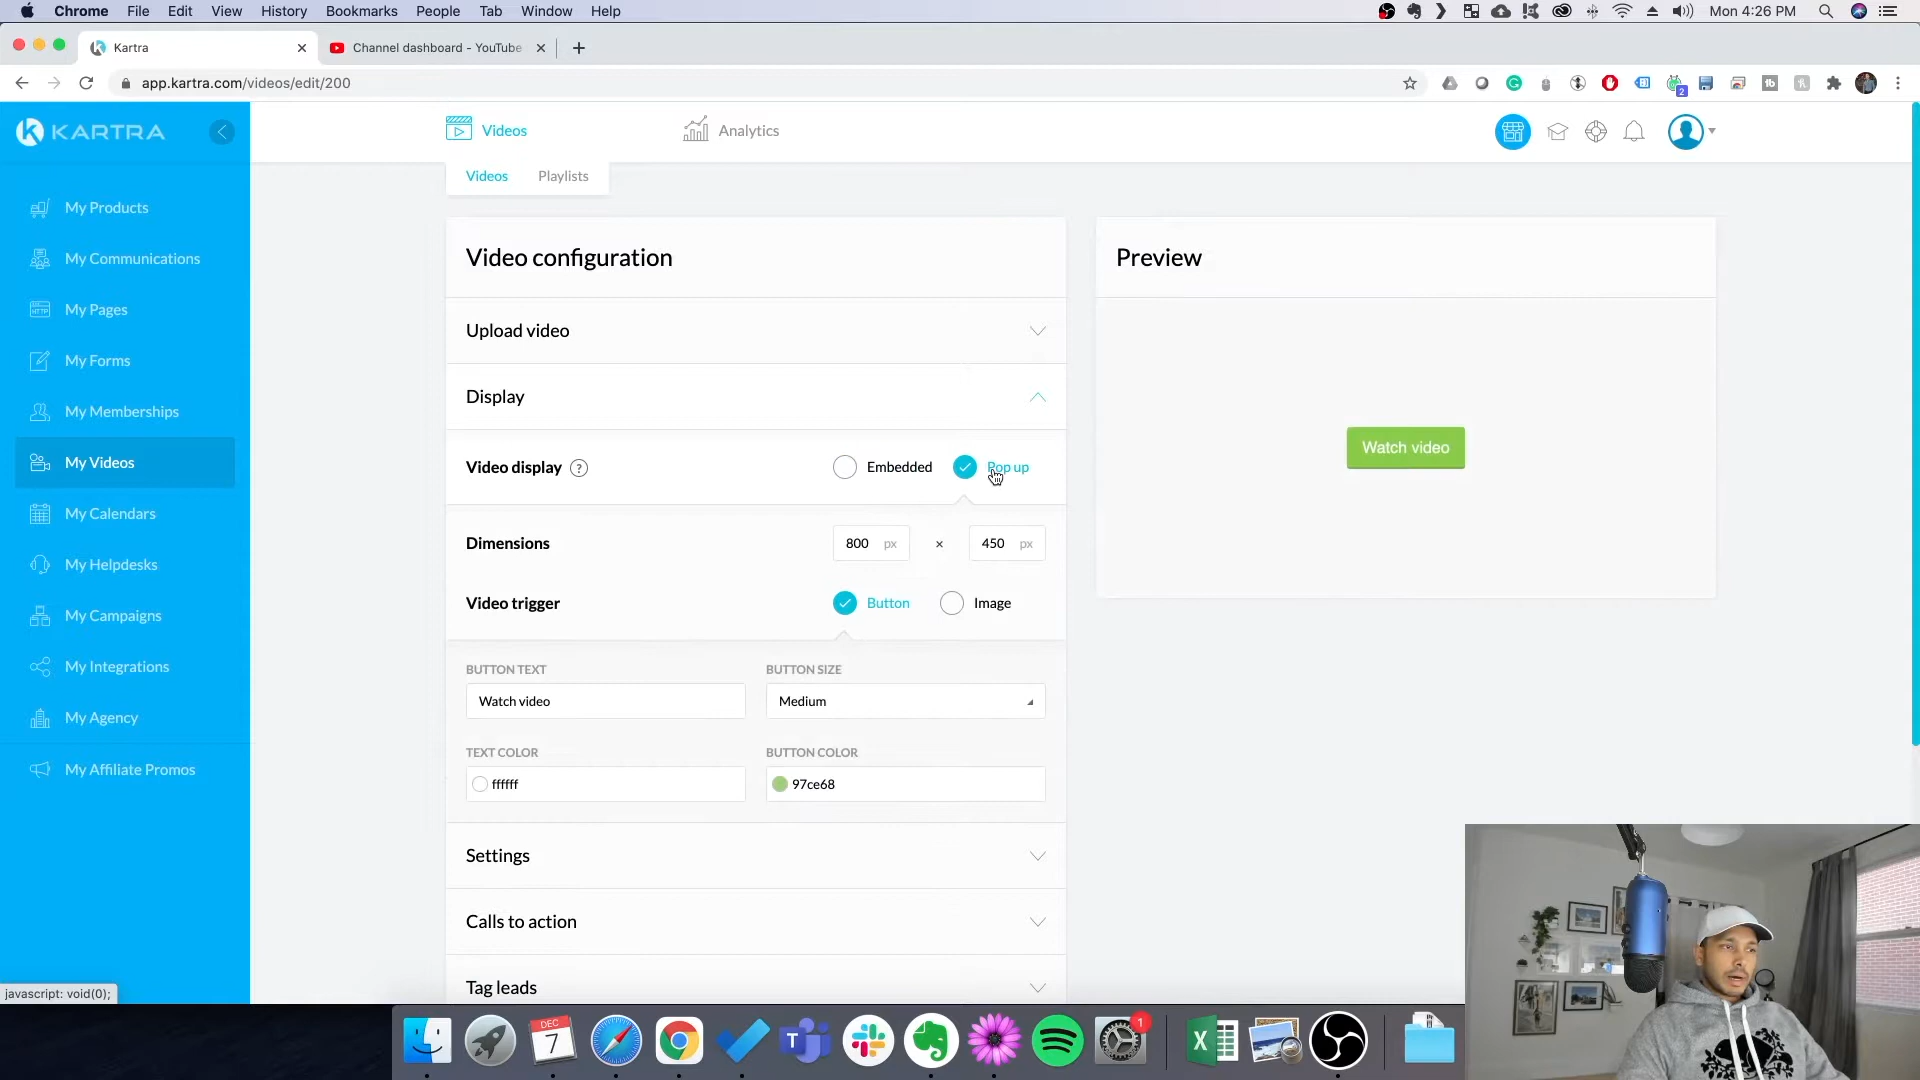 Chrome File Edit View History Bookmarks People Tab Window Help
Mon 4:26 PM
Kartra
Channel dashboard - YouTube
app.kartra.com/videos/edit/200
2
KARTRA
Videos
Analytics
Videos
Playlists
My Products
My Communications
My Pages
My Forms
My Memberships
My Videos
My Calendars
My Helpdesks
My Campaigns
My Integrations
My Agency
My Affiliate Promos
Video configuration
Upload video
Display
Video display ?
Embedded
Pop up
Dimensions
800 px × 450 px
Video trigger
Button
Image
BUTTON TEXT
BUTTON SIZE
Watch video
Medium
TEXT COLOR
BUTTON COLOR
ffffff
97ce68
Settings
Calls to action
Tag leads
Preview
Watch video
javascript: void(0);
DEC
7
1